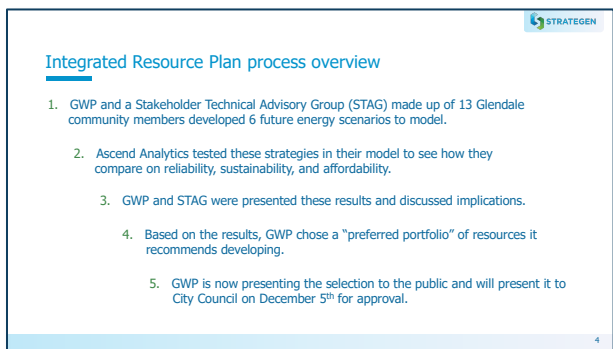 STRATEGEN
Integrated Resource Plan process overview
1. GWP and a Stakeholder Technical Advisory Group (STAG) made up of 13 Glendale
community members developed 6 future energy scenarios to model.
2. Ascend Analytics tested these strategies in their model to see how they
compare on reliability, sustainability, and affordability.
3. GWP and STAG were presented these results and discussed implications.
4. Based on the results, GWP chose a “preferred portfolio” of resources it
recommends developing.
5. GWP is now presenting the selection to the public and will present it to
City Council on December 5th for approval.
4